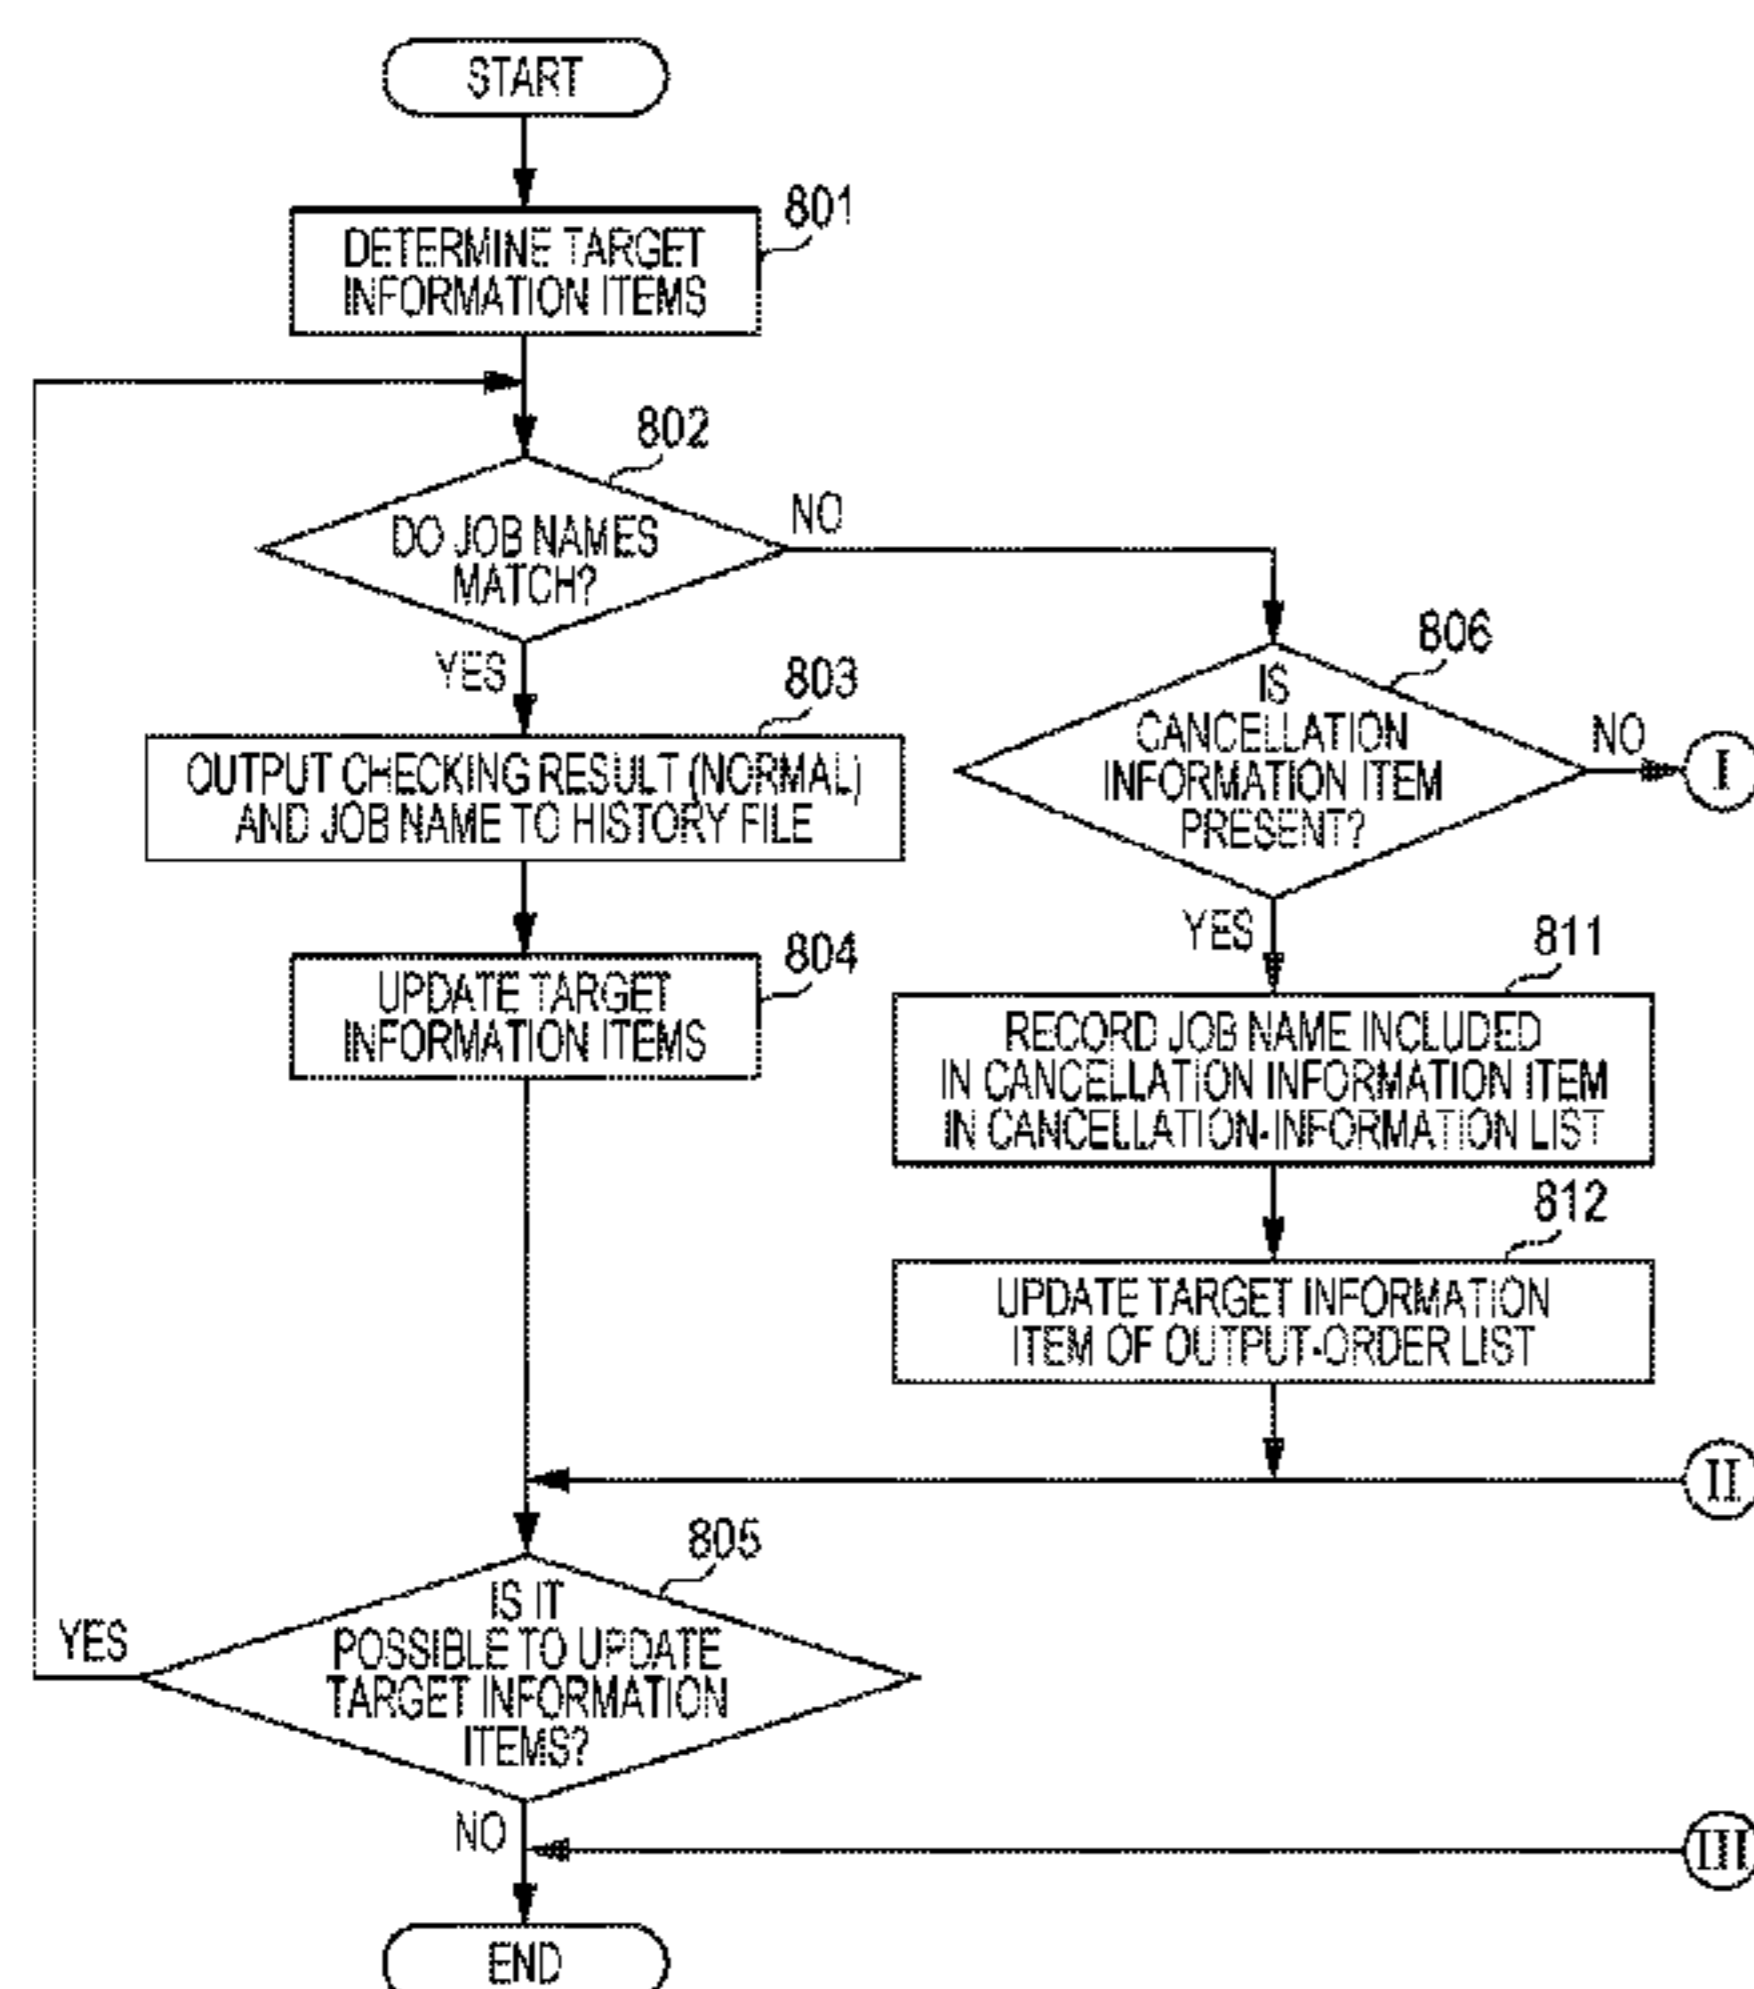 START
801
DETERMINE TARGET
INFORMATION ITEMS
802
DO JOB NAMES
MATCH?
NO
YES
803
OUTPUT CHECKING RESULT (NORMAL)
AND JOB NAME TO HISTORY FILE
804
UPDATE TARGET
INFORMATION ITEMS
806
IS
CANCELLATION
INFORMATION ITEM
PRESENT?
NO
I
YES
811
RECORD JOB NAME INCLUDED
IN CANCELLATION INFORMATION ITEM
IN CANCELLATION-INFORMATION LIST
812
UPDATE TARGET INFORMATION
ITEM OF OUTPUT-ORDER LIST
II
805
IS IT
POSSIBLE TO UPDATE
TARGET INFORMATION
ITEMS?
YES
NO
III
END